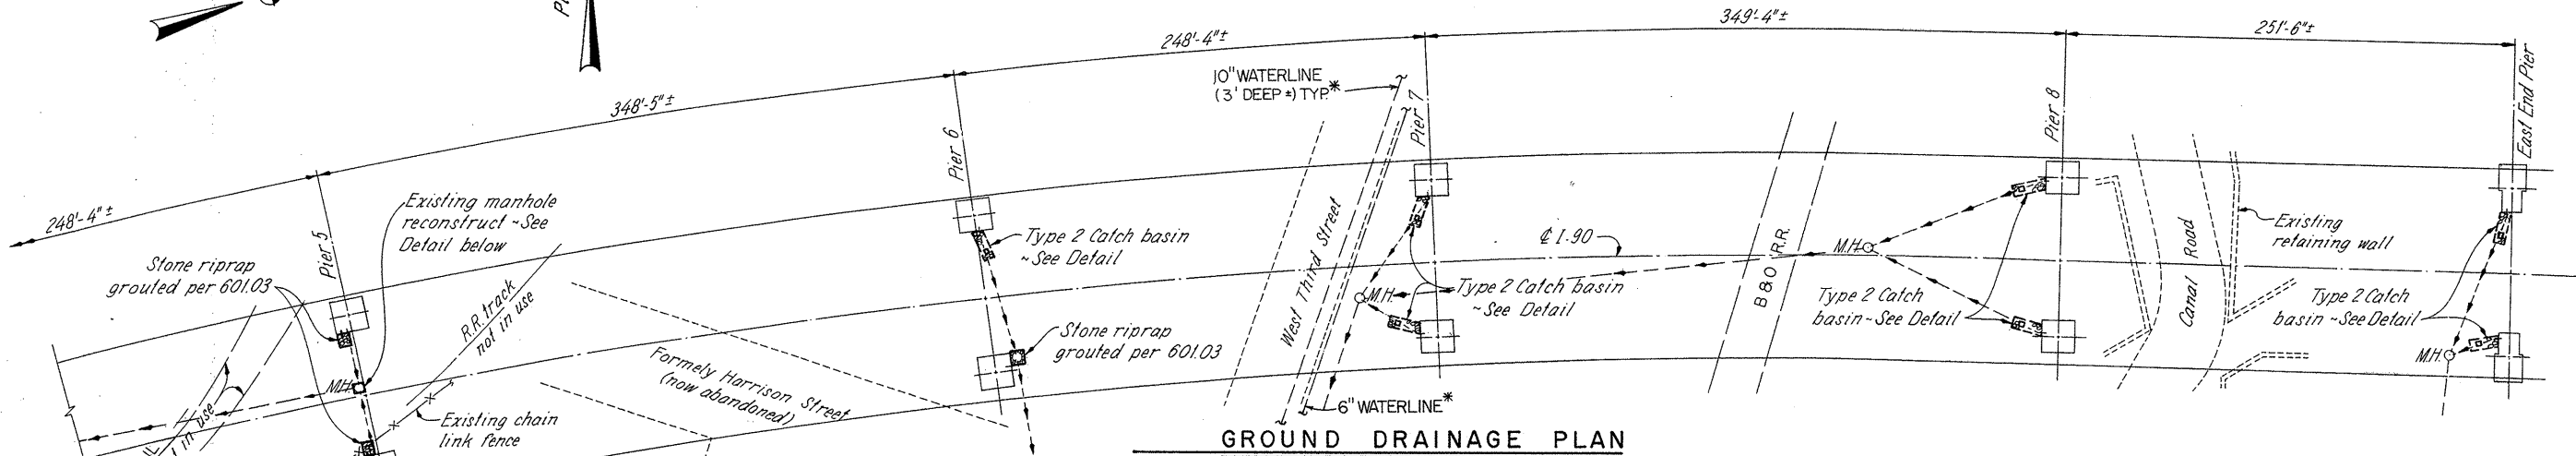 349'-4"±
251'-6"±
248'-4"±
348'-5"±
248'-4"±
10" WATERLINE
(3' DEEP ±) TYP.*
Pier 5
Pier 6
Pier 7
Pier 8
East End Pier
Existing manhole
reconstruct ~ See
Detail below
Stone riprap
grouted per 601.03
R.R. track
not in use
M.H.
Existing chain
link fence
in use
Formely Harrison Street
(now abandoned)
Type 2 Catch basin
~ See Detail
Stone riprap
grouted per 601.03
West Third Street
M.H.
6" WATERLINE*
Type 2 Catch basin
~ See Detail
₵ I.90
B & O R.R.
M.H.
Type 2 Catch
basin ~ See Detail
Canal Road
Existing
retaining wall
Type 2 Catch
basin ~ See Detail
M.H.
GROUND DRAINAGE PLAN